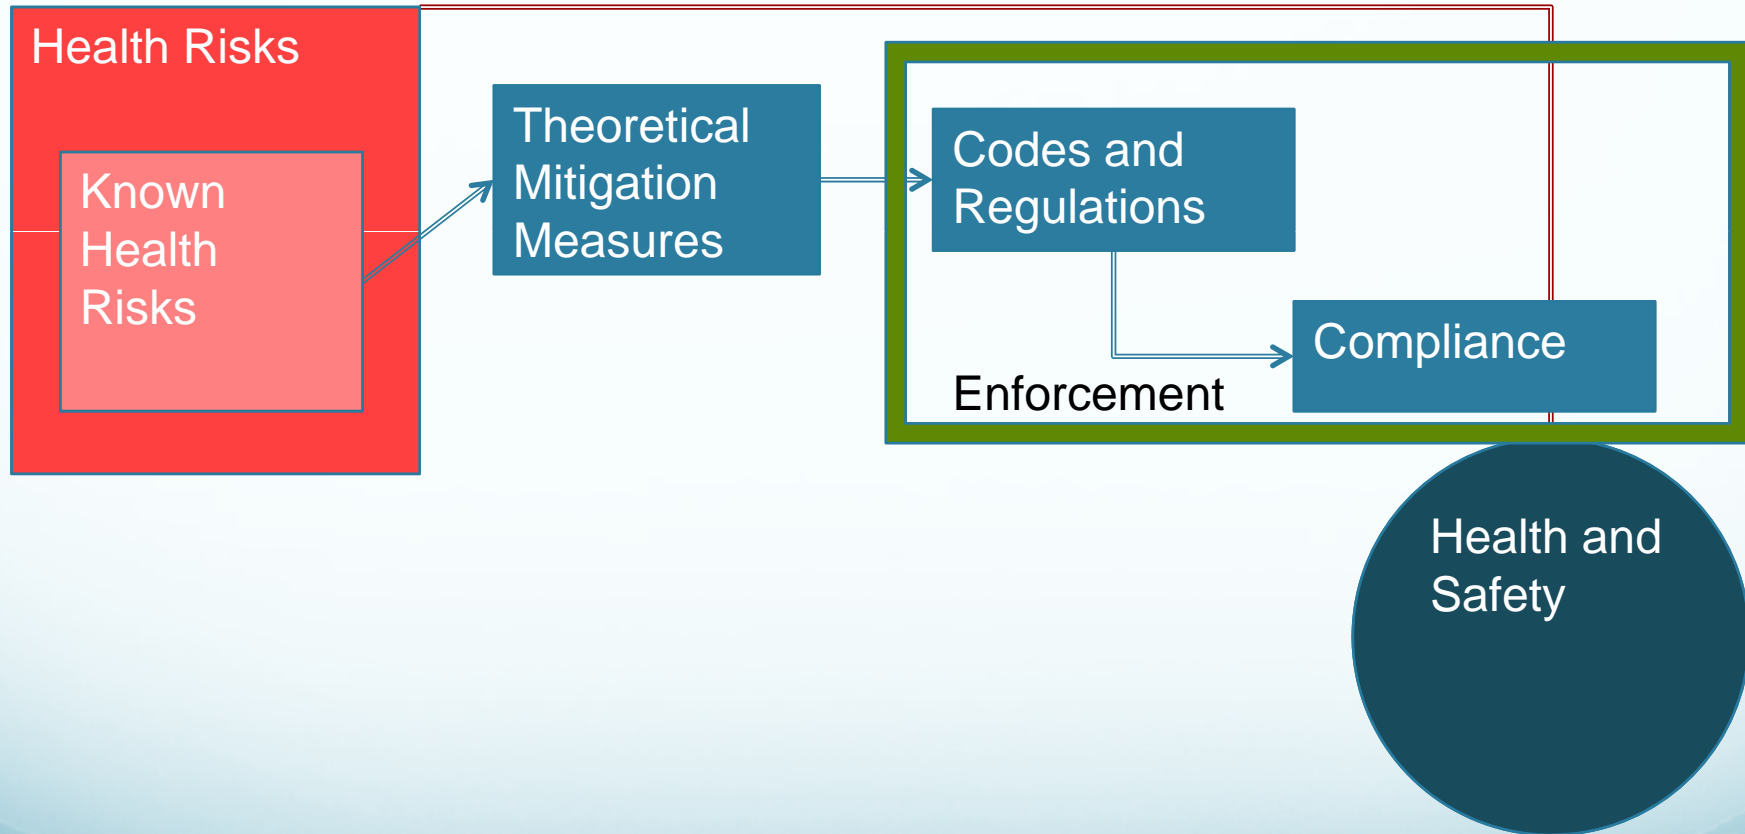 Health Risks
Known
Health
Risks
Theoretical
Mitigation
Measures
Codes and
Regulations
Compliance
Enforcement
Health and
Safety